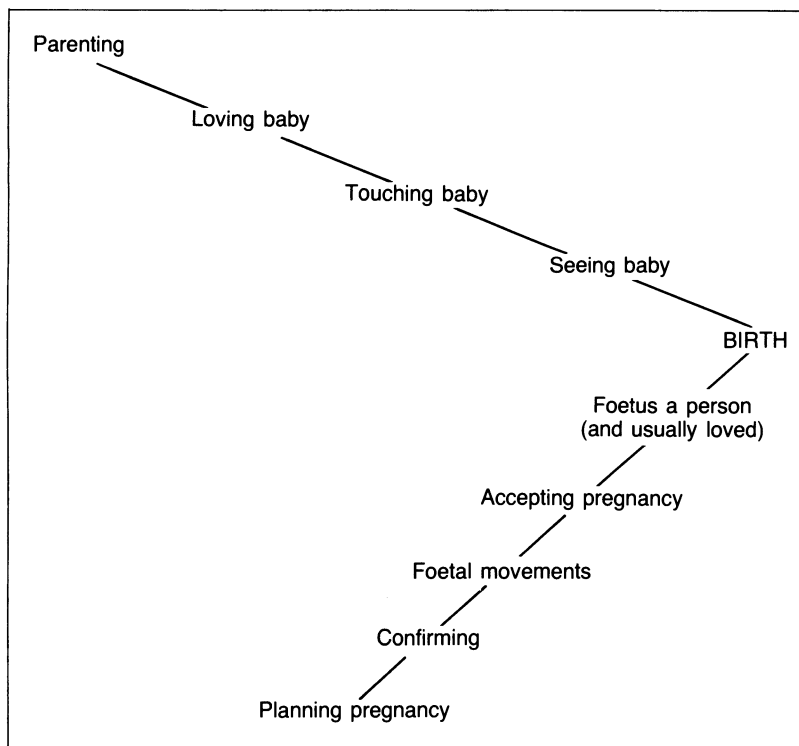 Parenting
Loving baby
Touching baby
Seeing baby
BIRTH
Foetus a person
(and usually loved)
Accepting pregnancy
Foetal movements
Confirming
Planning pregnancy